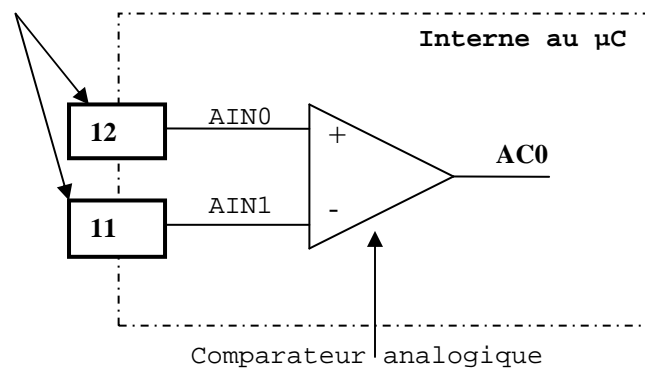 Interne au µC
12
AIN0
+
AC0
11
AIN1
-
Comparateur analogique